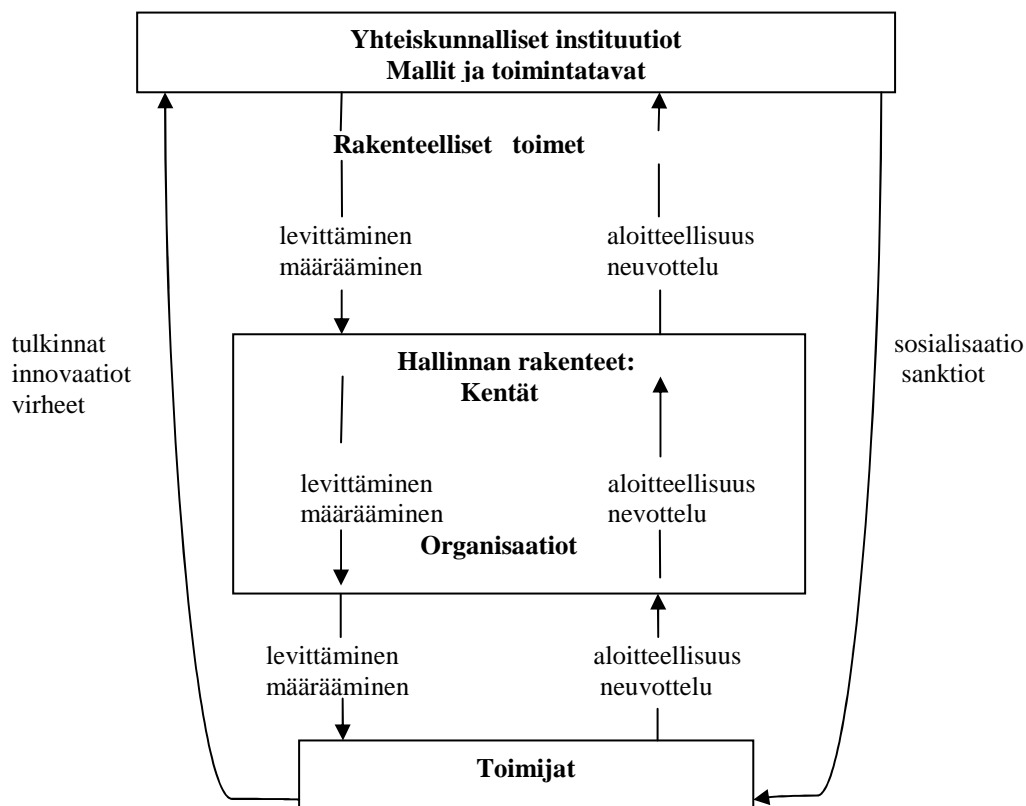 Yhteiskunnalliset instituutiot
Mallit ja toimintatavat
Rakenteelliset toimet
levittäminen
määrääminen
aloitteellisuus
neuvottelu
tulkinnat
innovaatiot
virheet
sosialisaatio
sanktiot
Hallinnan rakenteet:
Kentät
levittäminen
määrääminen
aloitteellisuus
nevottelu
Organisaatiot
levittäminen
määrääminen
aloitteellisuus
neuvottelu
Toimijat